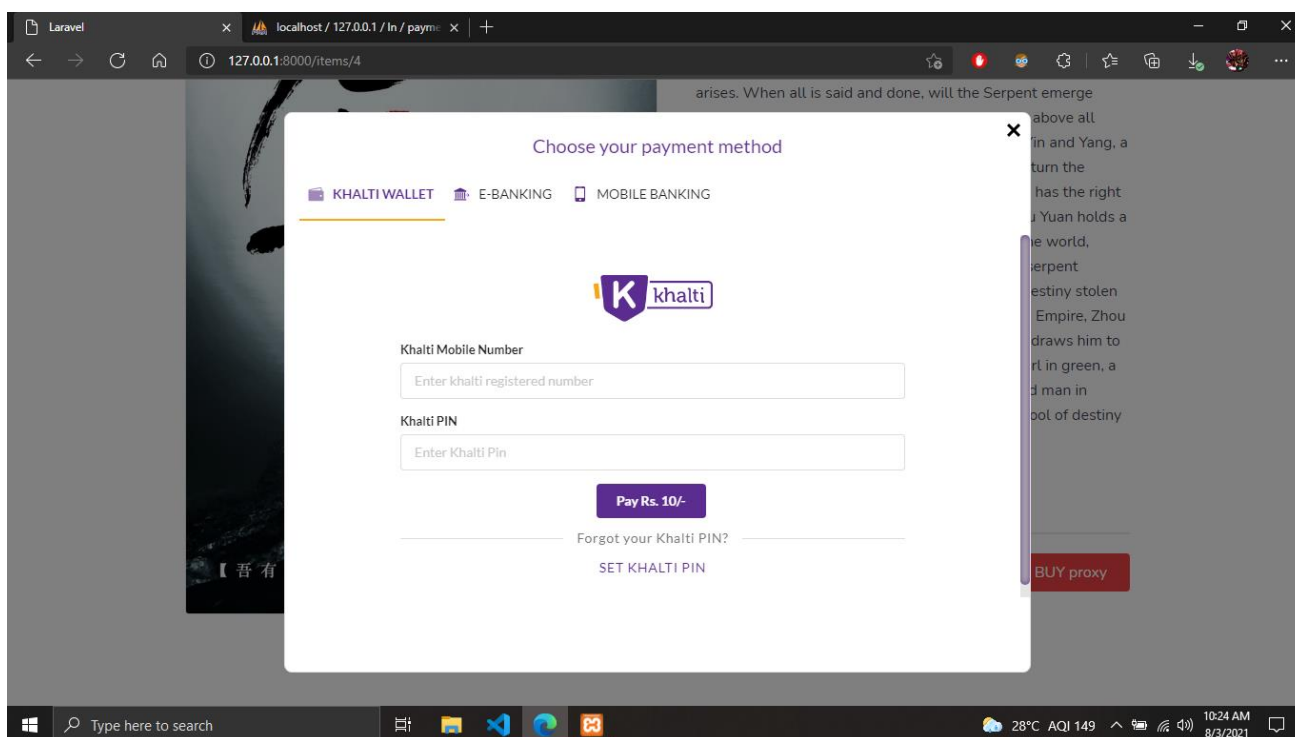 Laravel
localhost / 127.0.0.1 / ln / payme
127.0.0.1:8000/items/4
arises. When all is said and done, will the Serpent emerge
above all
Yin and Yang, a
turn the
has the right
Yuan holds a
world,
serpent
destiny stolen
Empire, Zhou
draws him to
in green, a
man in
of destiny
Choose your payment method
KHALTI WALLET E-BANKING MOBILE BANKING
K khalti
Khalti Mobile Number
Enter khalti registered number
Khalti PIN
Enter Khalti Pin
Pay Rs. 10/-
Forgot your Khalti PIN?
SET KHALTI PIN
【吾有
BUY proxy
Type here to search
28°C AQI 149
10:24 AM
8/3/2021